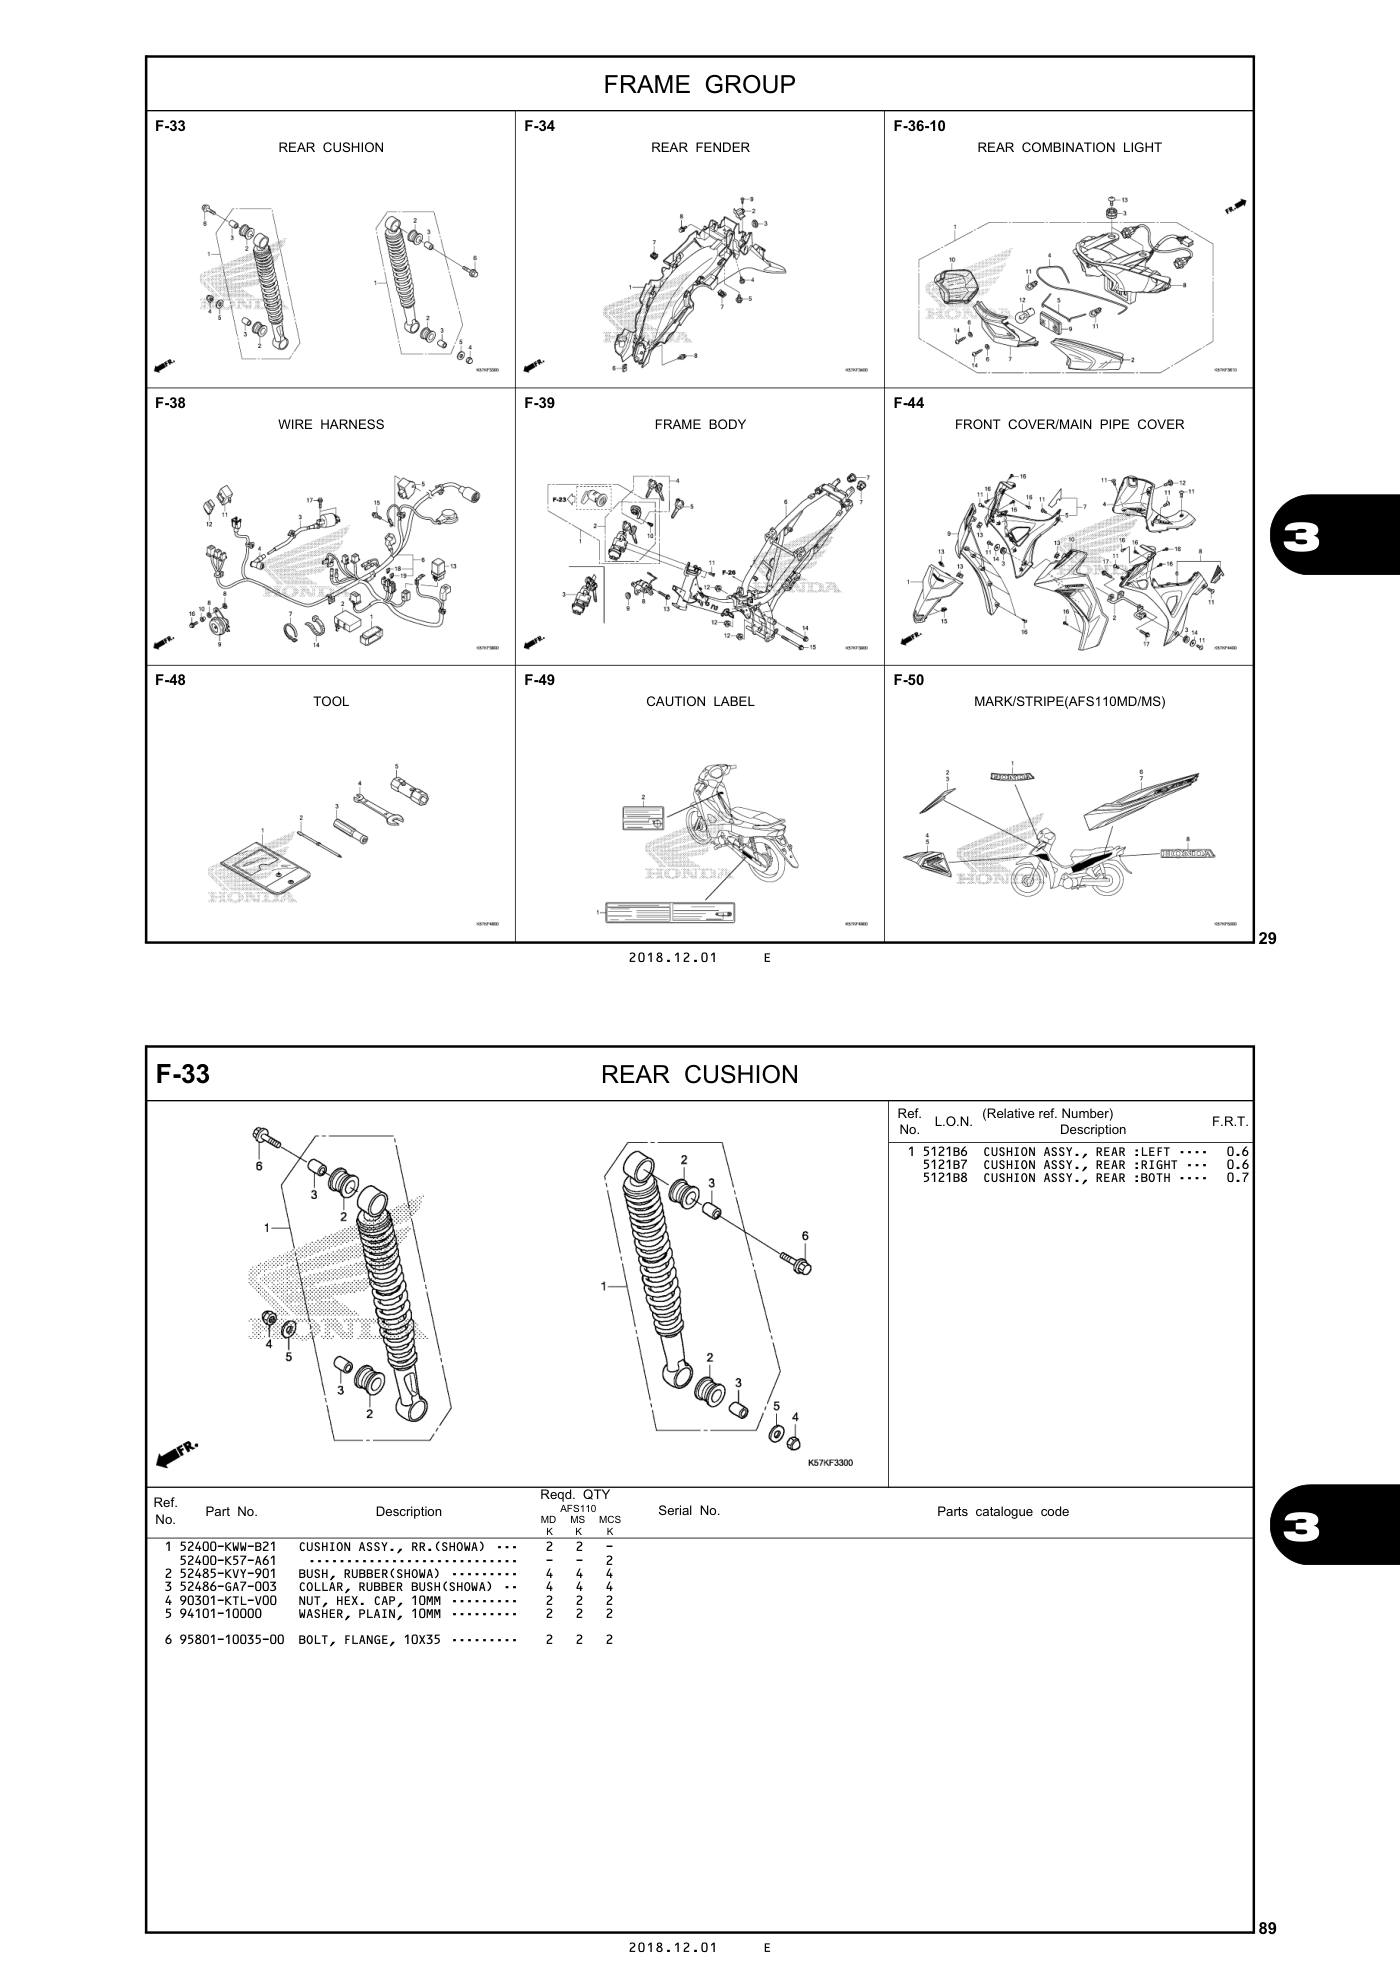 FRAME GROUP
F-33
REAR CUSHION
F-34
REAR FENDER
F-36-10
REAR COMBINATION LIGHT
F-38
WIRE HARNESS
F-39
FRAME BODY
F-44
FRONT COVER/MAIN PIPE COVER
F-48
TOOL
F-49
CAUTION LABEL
F-50
MARK/STRIPE(AFS110MD/MS)
29
2018.12.01 E
3
F-33 REAR CUSHION
Ref. No. L.O.N. (Relative ref. Number) Description F.R.T.
1 5121B6 CUSHION ASSY., REAR :LEFT ---- 0.6
5121B7 CUSHION ASSY., REAR :RIGHT --- 0.6
5121B8 CUSHION ASSY., REAR :BOTH ---- 0.7
HONDA
FR.
K57KF3300
Ref. No. Part No. Description Reqd. QTY Serial No. Parts catalogue code
AFS110
MD MS MCS
K K K
1 52400-KWW-B21 CUSHION ASSY., RR.(SHOWA) --- 2 2 -
52400-K57-A61 ---------------------------- - - 2
2 52485-KVY-901 BUSH, RUBBER(SHOWA) --------- 4 4 4
3 52486-GA7-003 COLLAR, RUBBER BUSH(SHOWA) -- 4 4 4
4 90301-KTL-V00 NUT, HEX. CAP, 10MM --------- 2 2 2
5 94101-10000 WASHER, PLAIN, 10MM --------- 2 2 2
6 95801-10035-00 BOLT, FLANGE, 10X35 --------- 2 2 2
3
89
2018.12.01 E